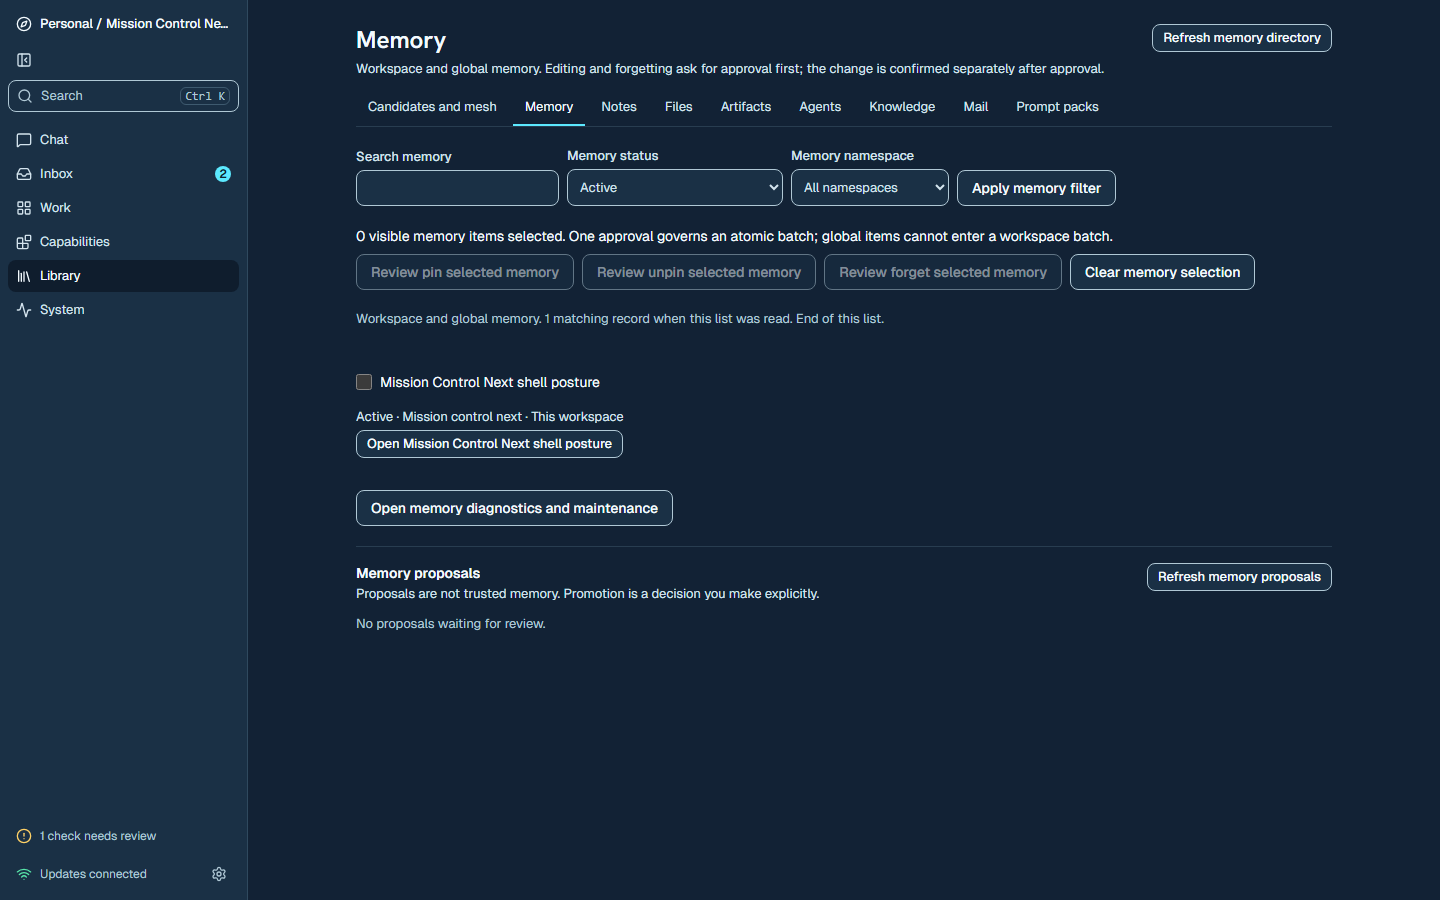 Personal / Mission Control Ne...
Search Ctrl K
Chat
Inbox 2
Work
Capabilities
Library
System
1 check needs review
Updates connected
Memory
Refresh memory directory
Workspace and global memory. Editing and forgetting ask for approval first; the change is confirmed separately after approval.
Candidates and mesh Memory Notes Files Artifacts Agents Knowledge Mail Prompt packs
Search memory Memory status Memory namespace
Active All namespaces Apply memory filter
0 visible memory items selected. One approval governs an atomic batch; global items cannot enter a workspace batch.
Review pin selected memory Review unpin selected memory Review forget selected memory Clear memory selection
Workspace and global memory. 1 matching record when this list was read. End of this list.
Mission Control Next shell posture
Active · Mission control next · This workspace
Open Mission Control Next shell posture
Open memory diagnostics and maintenance
Memory proposals
Refresh memory proposals
Proposals are not trusted memory. Promotion is a decision you make explicitly.
No proposals waiting for review.